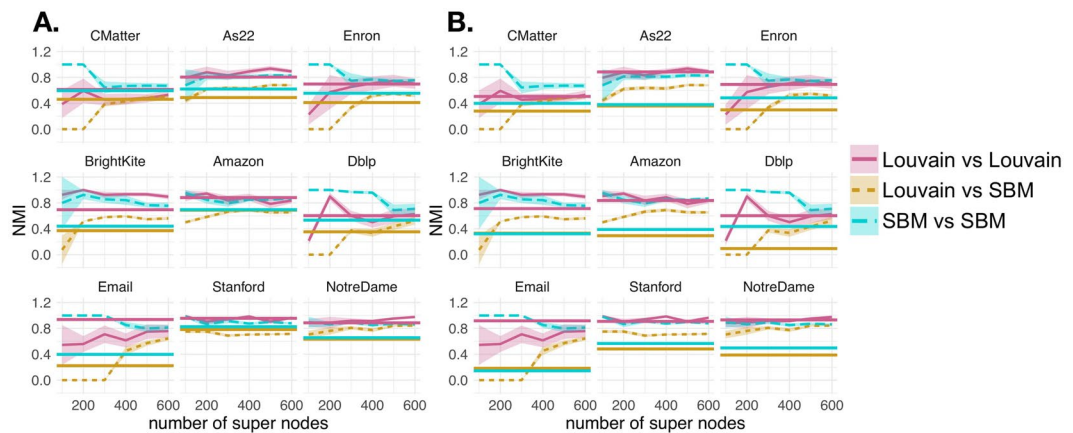 A.
CMatter As22 Enron
1.2
0.8
0.4
0.0
BrightKite Amazon Dblp
NMI
1.2
0.8
0.4
0.0
Email Stanford NotreDame
1.2
0.8
0.4
0.0
200 400 600 200 400 600 200 400 600
number of super nodes
B.
CMatter As22 Enron
1.2
0.8
0.4
0.0
BrightKite Amazon Dblp
NMI
1.2
0.8
0.4
0.0
Email Stanford NotreDame
1.2
0.8
0.4
0.0
200 400 600 200 400 600 200 400 600
number of super nodes
Louvain vs Louvain
Louvain vs SBM
SBM vs SBM